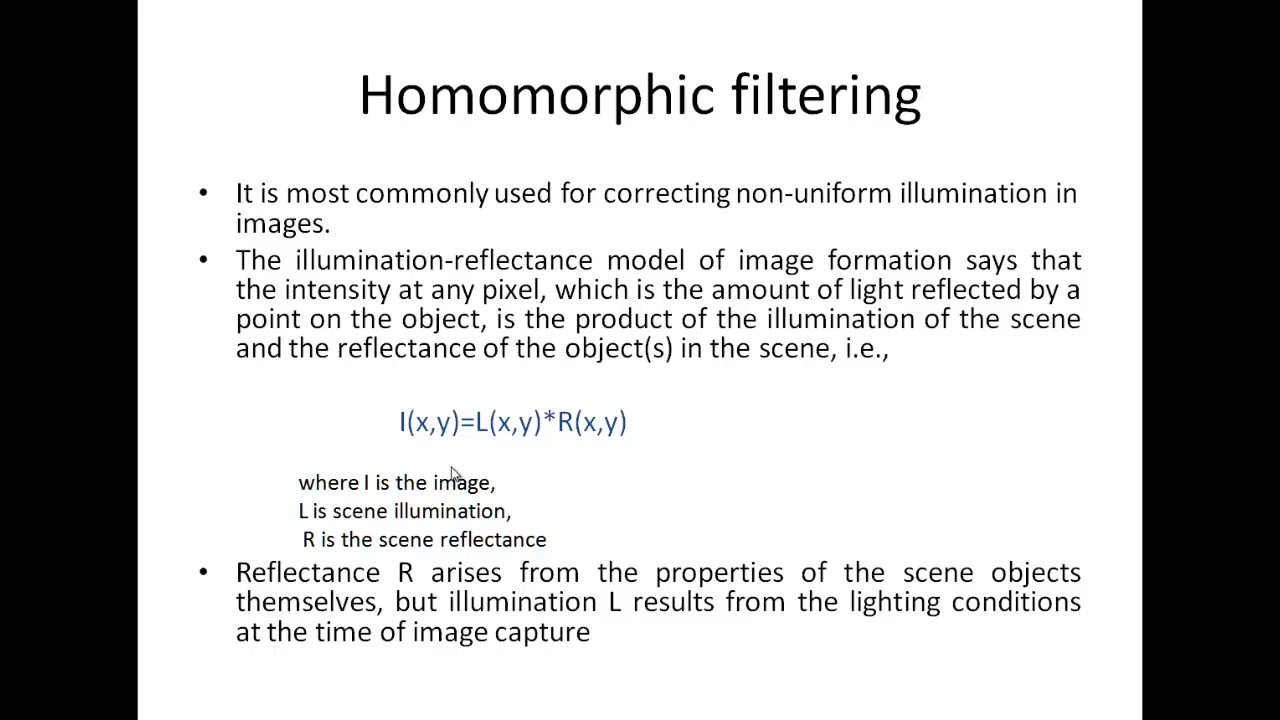 Homomorphic filtering
• It is most commonly used for correcting non-uniform illumination in
images.
• The illumination-reflectance model of image formation says that
the intensity at any pixel, which is the amount of light reflected by a
point on the object, is the product of the illumination of the scene
and the reflectance of the object(s) in the scene, i.e.,
I(x,y)=L(x,y)*R(x,y)
where I is the image,
L is scene illumination,
R is the scene reflectance
• Reflectance R arises from the properties of the scene objects
themselves, but illumination L results from the lighting conditions
at the time of image capture